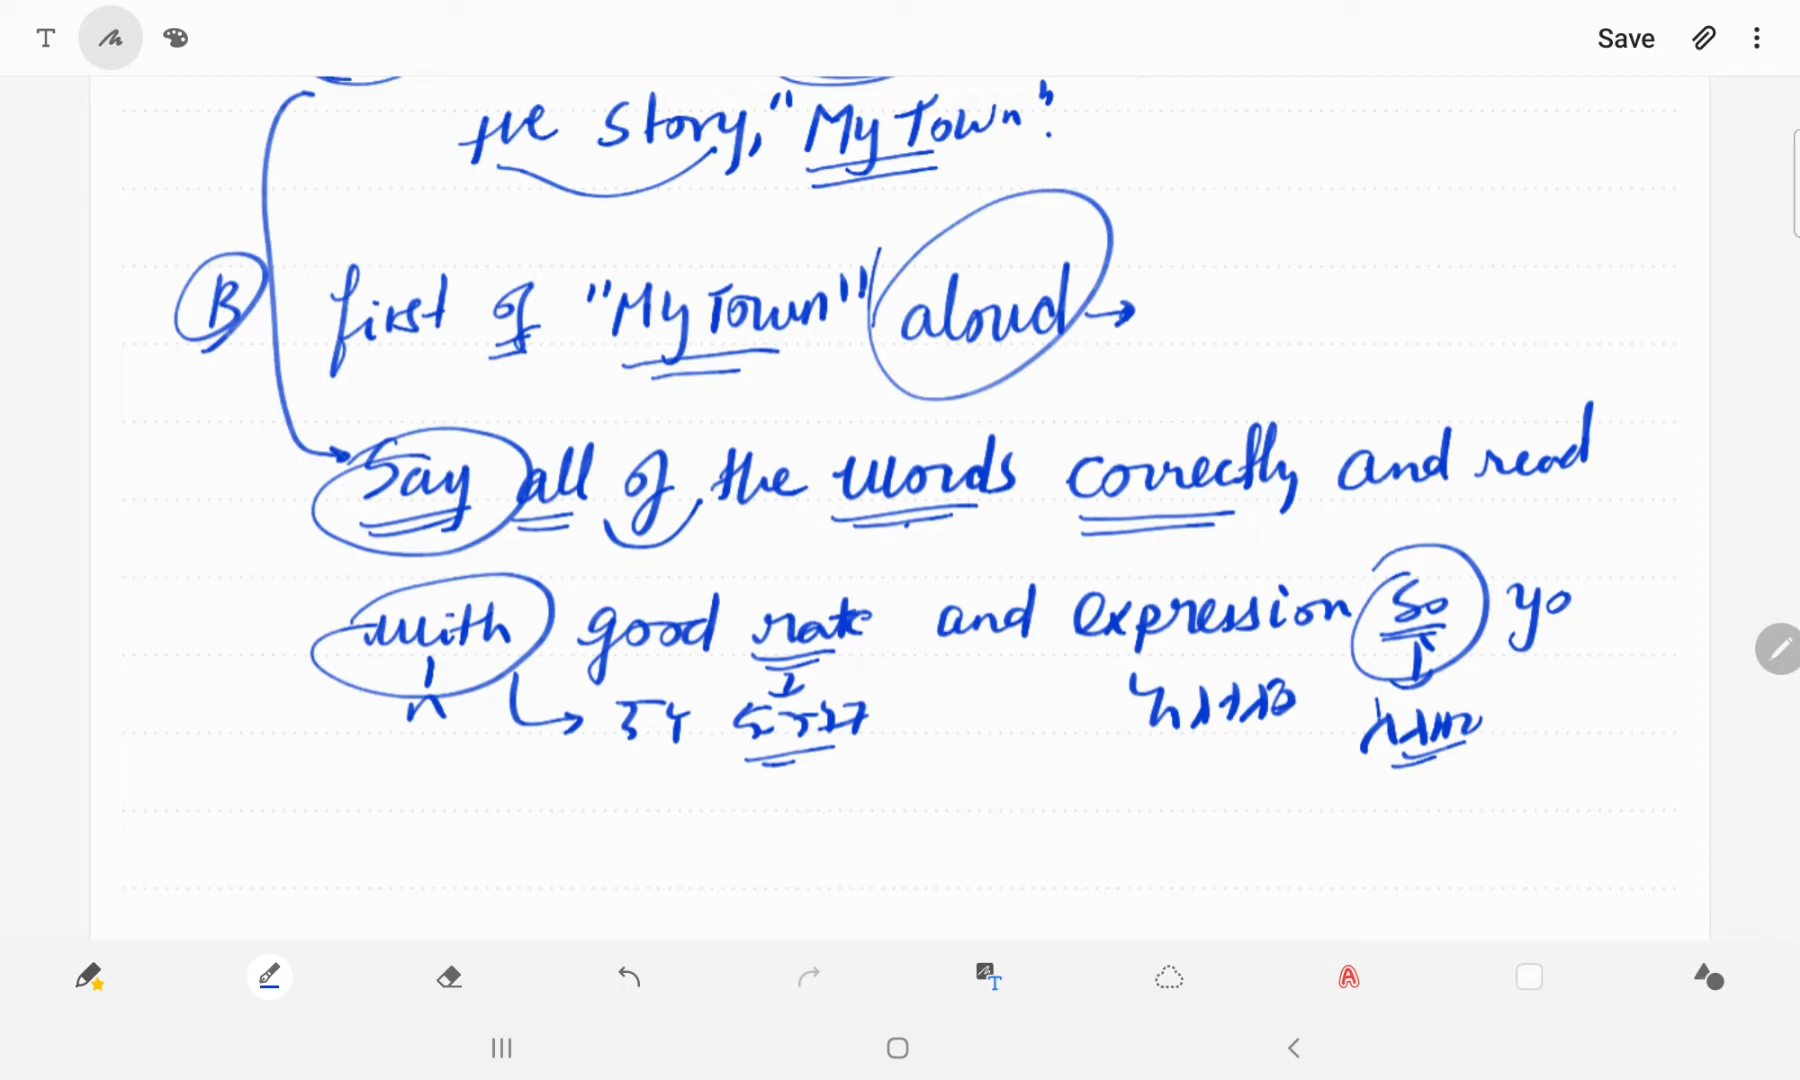 Save
the story, "My Town".
B first of "My Town" aloud →
Say all of the words correctly and read
with good rate and expression so yo